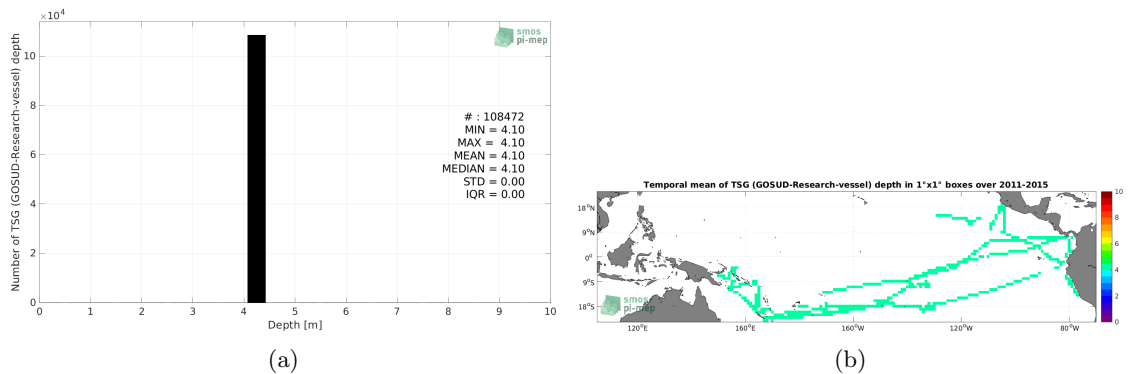 ×10⁴
10
8
6
4
2
0
Number of TSG (GOSUD-Research-vessel) depth
smos
pi-mep
# : 108472
MIN = 4.10
MAX = 4.10
MEAN = 4.10
MEDIAN = 4.10
STD = 0.00
IQR = 0.00
0 1 2 3 4 5 6 7 8 9 10
Depth [m]
(a)
Temporal mean of TSG (GOSUD-Research-vessel) depth in 1°x1° boxes over 2011-2015
18°N
9°N
0°
9°S
18°S
smos
pi-mep
120°E 160°E 160°W 120°W 80°W
10
8
6
4
2
0
(b)